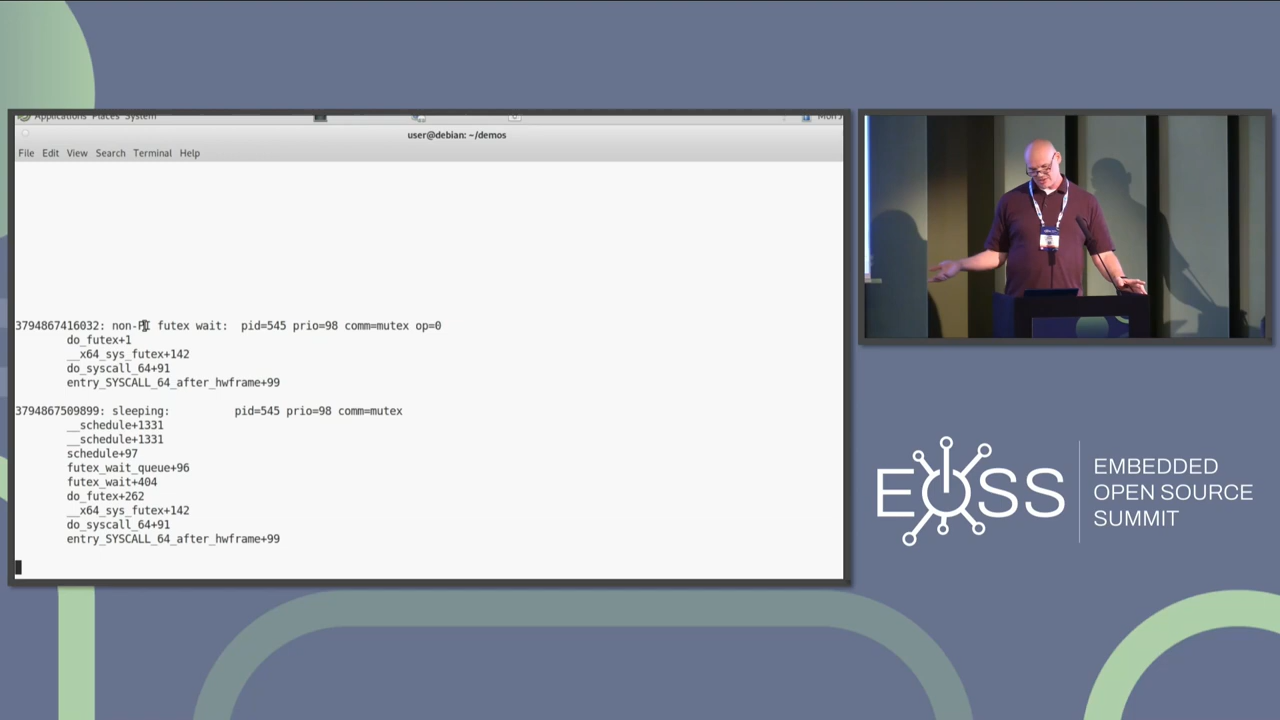 Applications Places System
Mon
user@debian: ~/demos
File Edit View Search Terminal Help
3794867416032: non-PI futex wait: pid=545 prio=98 comm=mutex op=0
do_futex+1
__x64_sys_futex+142
do_syscall_64+91
entry_SYSCALL_64_after_hwframe+99
3794867509899: sleeping: pid=545 prio=98 comm=mutex
__schedule+1331
__schedule+1331
schedule+97
futex_wait_queue+96
futex_wait+404
do_futex+262
__x64_sys_futex+142
do_syscall_64+91
entry_SYSCALL_64_after_hwframe+99
EOSS
EMBEDDED
OPEN SOURCE
SUMMIT